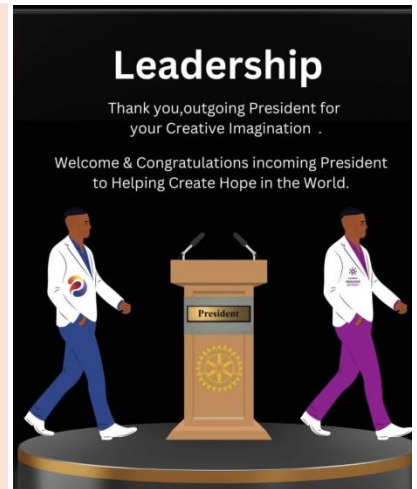 Leadership
Thank you,outgoing President for
your Creative Imagination .
Welcome & Congratulations incoming President
to Helping Create Hope in the World.
President